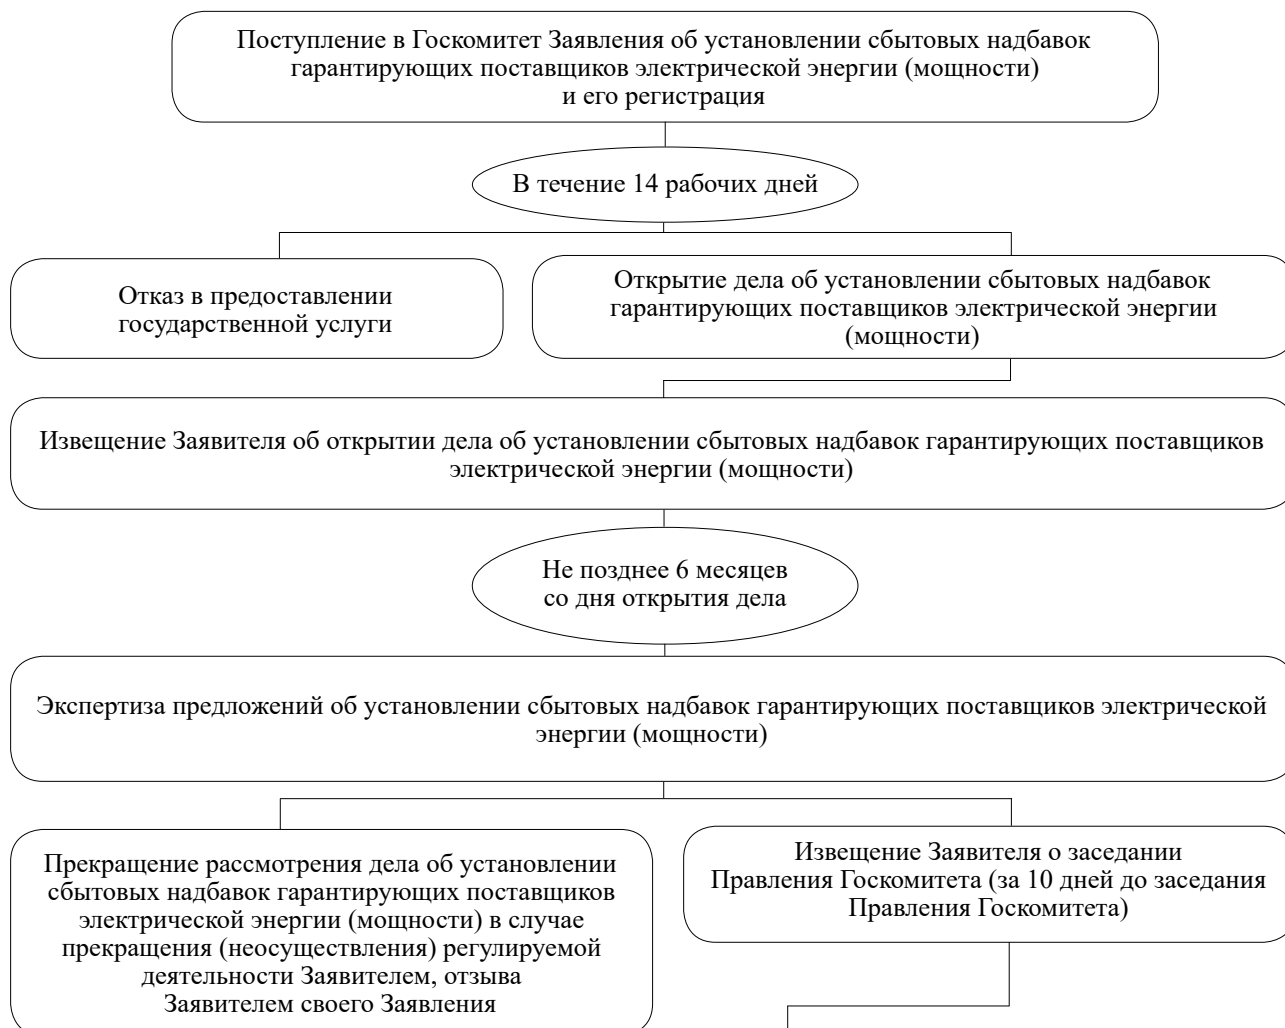 Поступление в Госкомитет Заявления об установлении сбытовых надбавок
гарантирующих поставщиков электрической энергии (мощности)
и его регистрация
В течение 14 рабочих дней
Отказ в предоставлении
государственной услуги
Открытие дела об установлении сбытовых надбавок
гарантирующих поставщиков электрической энергии
(мощности)
Извещение Заявителя об открытии дела об установлении сбытовых надбавок гарантирующих поставщиков
электрической энергии (мощности)
Не позднее 6 месяцев
со дня открытия дела
Экспертиза предложений об установлении сбытовых надбавок гарантирующих поставщиков электрической
энергии (мощности)
Прекращение рассмотрения дела об установлении
сбытовых надбавок гарантирующих поставщиков
электрической энергии (мощности) в случае
прекращения (неосуществления) регулируемой
деятельности Заявителем, отзыва
Заявителем своего Заявления
Извещение Заявителя о заседании
Правления Госкомитета (за 10 дней до заседания
Правления Госкомитета)